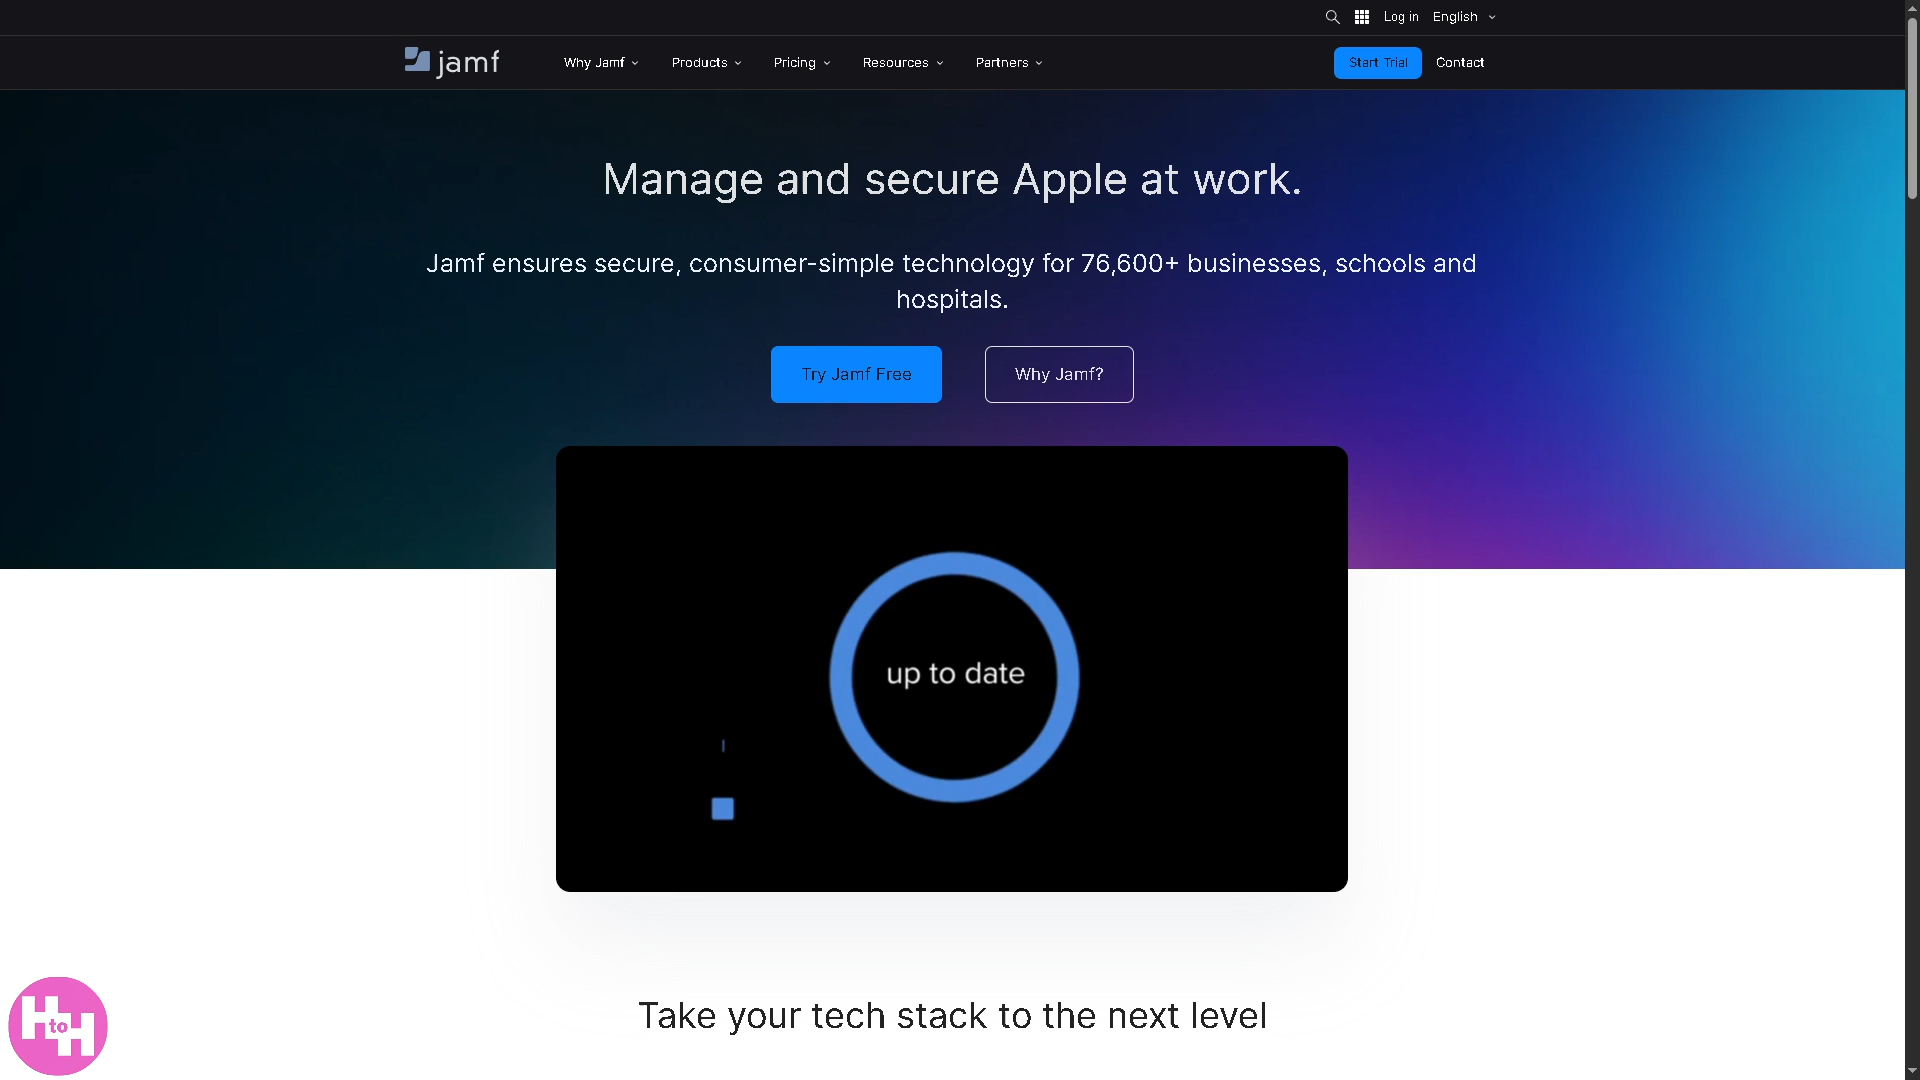 Log in
English
jamf
Why Jamf
Products
Pricing
Resources
Partners
Start Trial
Contact
Manage and secure Apple at work.
Jamf ensures secure, consumer-simple technology for 76,600+ businesses, schools and
hospitals.
Try Jamf Free
Why Jamf?
up to date
Take your tech stack to the next level
H to H